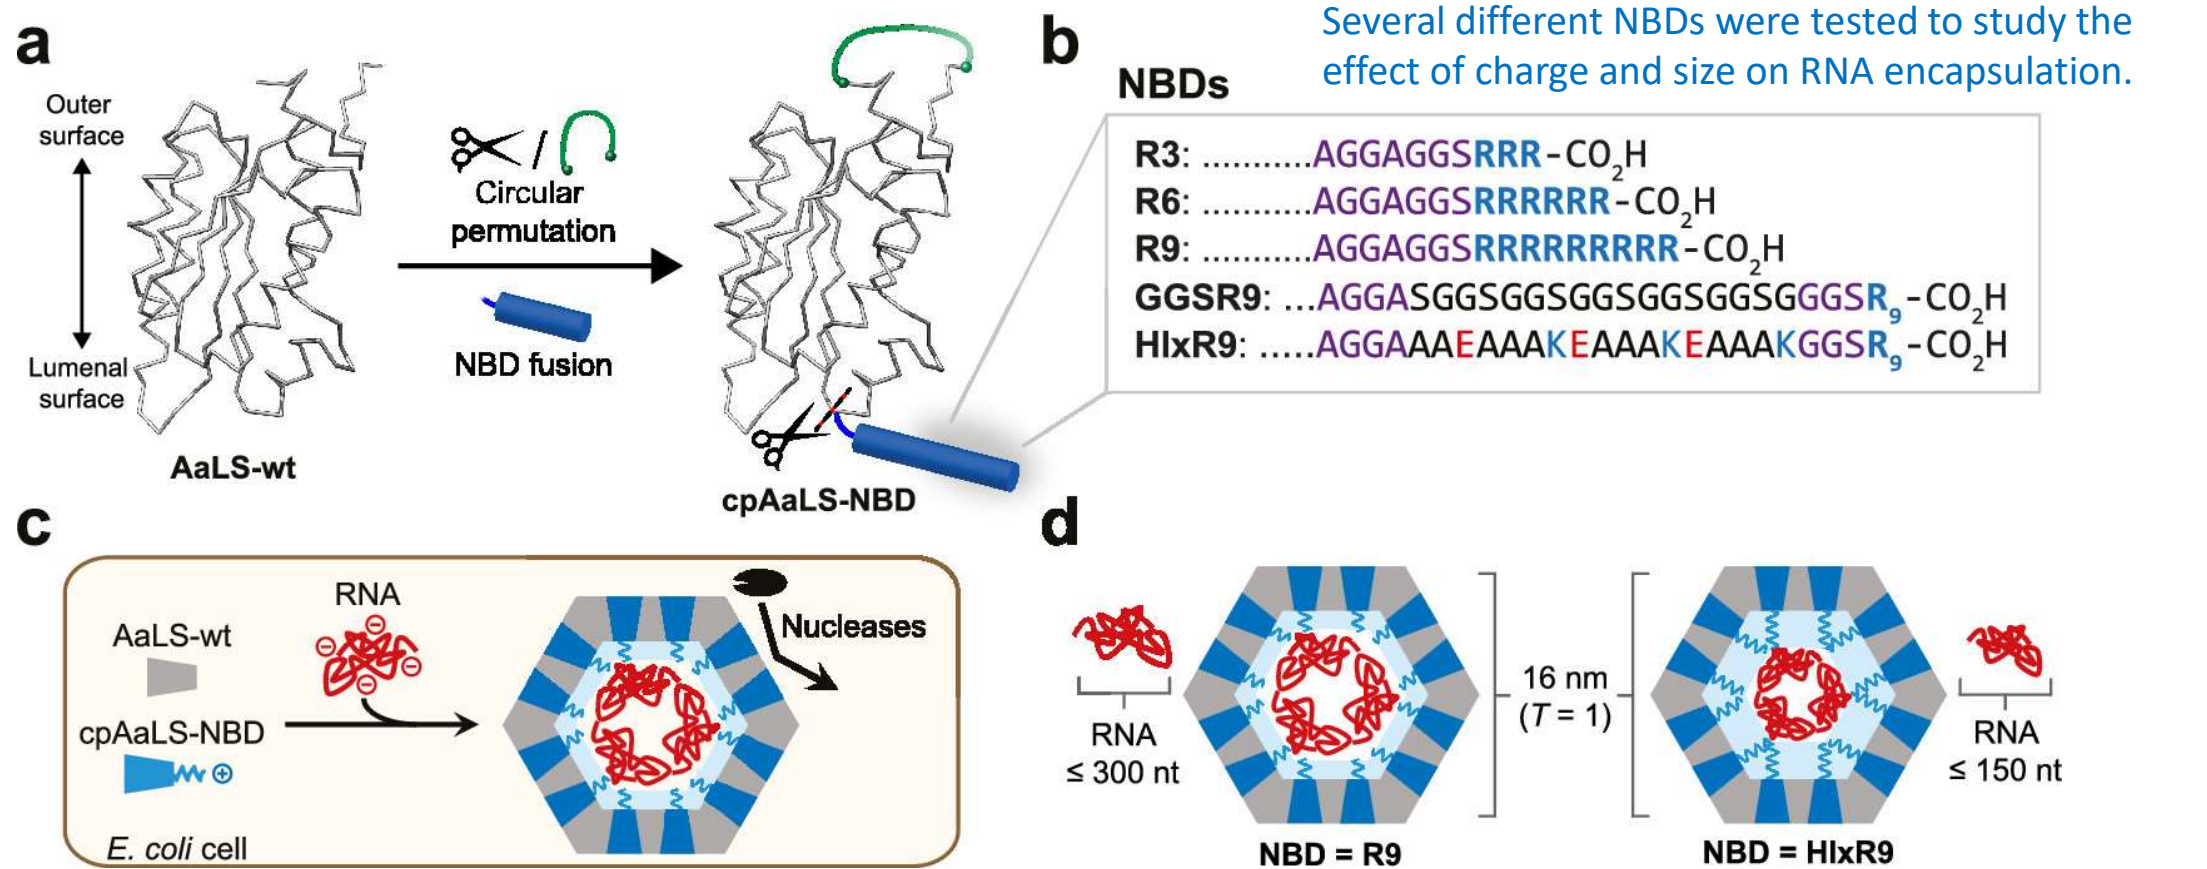 a
Outer
surface
Lumenal
surface
AaLS-wt
/
Circular
permutation
NBD fusion
cpAaLS-NBD
b
Several different NBDs were tested to study the
effect of charge and size on RNA encapsulation.
NBDs
R3: ...........AGGAGGSRRR-CO2H
R6: ...........AGGAGGSRRRRRR-CO2H
R9: ...........AGGAGGSRRRRRRRRR-CO2H
GGSR9: ...AGGASGGSGGSGGSGGSGGSGGGSR9-CO2H
HlxR9: .....AGGAAAEAAAKEAAAKEAAAKGGSR9-CO2H
c
RNA
AaLS-wt
cpAaLS-NBD
Nucleases
E. coli cell
d
RNA
≤ 300 nt
16 nm
(T = 1)
RNA
≤ 150 nt
NBD = R9
NBD = HlxR9